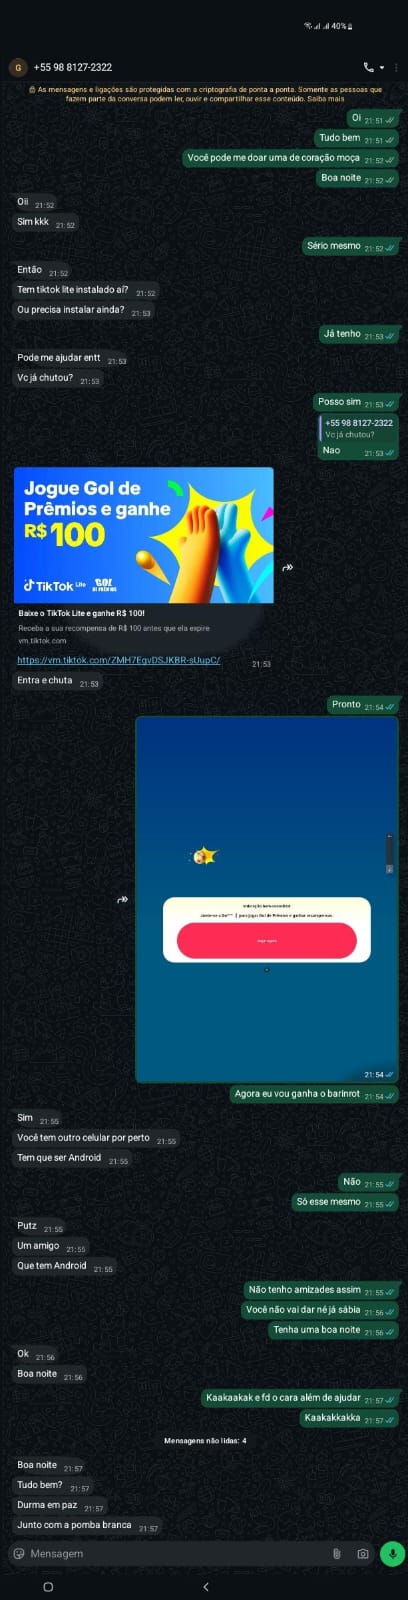 40%
G
+55 98 8127-2322
As mensagens e ligações são protegidas com a criptografia de ponta a ponta. Somente as pessoas que
fazem parte da conversa podem ler, ouvir e compartilhar esse conteúdo. Saiba mais
Oi 21:51
Tudo bem 21:51
Você pode me doar uma de coração moça 21:52
Boa noite 21:52
Oii 21:52
Sim kkk 21:52
Sério mesmo 21:52
Então 21:52
Tem tiktok lite instalado aí? 21:52
Ou precisa instalar ainda? 21:53
Já tenho 21:53
Pode me ajudar entt 21:53
Vc já chutou? 21:53
Posso sim 21:53
+55 98 8127-2322
Vc já chutou?
Nao 21:53
Jogue Gol de
Prêmios e ganhe
R$ 100
TikTok Lite GOL DE PRÊMIOS
Baixe o TikTok Lite e ganhe R$ 100!
Receba a sua recompensa de R$ 100 antes que ela expire
vm.tiktok.com
https://vm.tiktok.com/ZMH7EgvDSJKBR-sUupC/ 21:53
Entra e chuta 21:53
Pronto 21:54
21:54
Agora eu vou ganha o barinrot 21:54
Sim 21:55
Você tem outro celular por perto 21:55
Tem que ser Android 21:55
Não 21:55
Só esse mesmo 21:55
Putz 21:55
Um amigo 21:55
Que tem Android 21:55
Não tenho amizades assim 21:55
Você não vai dar né já sábia 21:56
Tenha uma boa noite 21:56
Ok 21:56
Boa noite 21:56
Kaakaakak e fd o cara além de ajudar 21:57
Kaakakkakka 21:57
Mensagens não lidas: 4
Boa noite 21:57
Tudo bem? 21:57
Durma em paz 21:57
Junto com a pomba branca 21:57
Mensagem